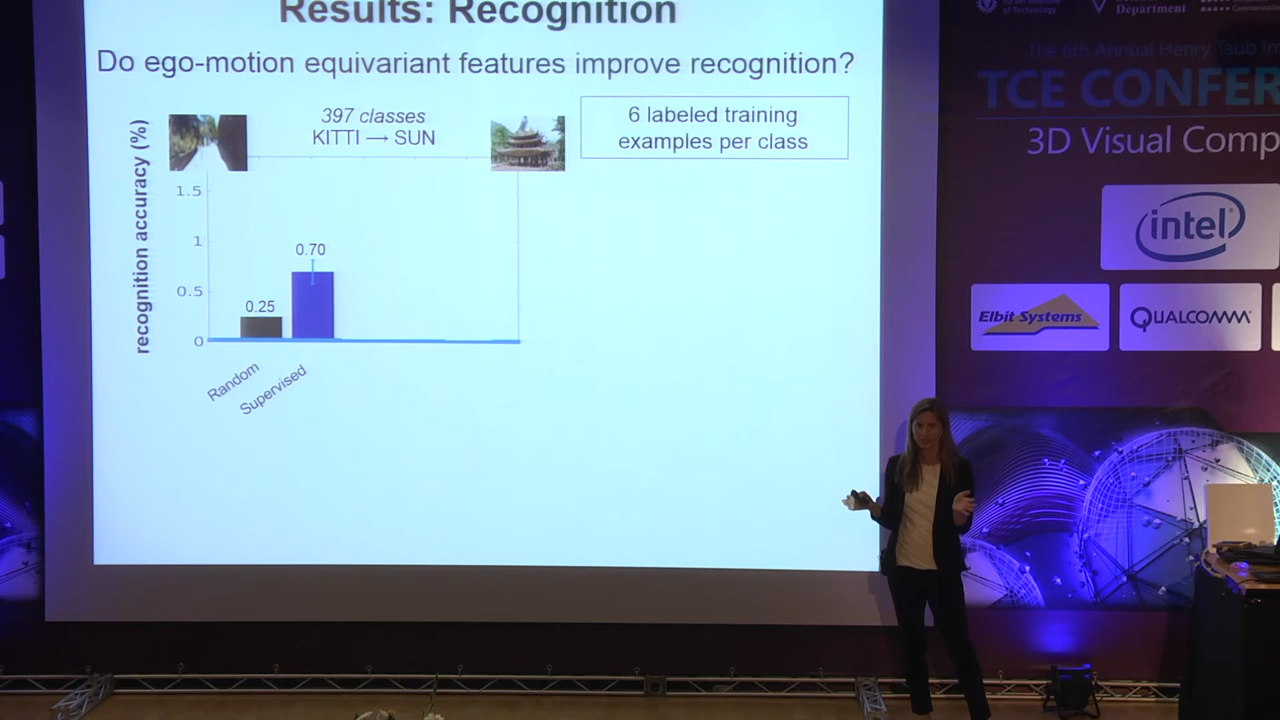 Results: Recognition
Do ego-motion equivariant features improve recognition?
397 classes
KITTI → SUN
6 labeled training
examples per class
recognition accuracy (%)
1.5
1
0.5
0
0.25
0.70
Random
Supervised
of Technology
Department
The 6th Annual Henry Taub In
TCE CONFER
3D Visual Comp
intel
Elbit Systems
QUALCOMM